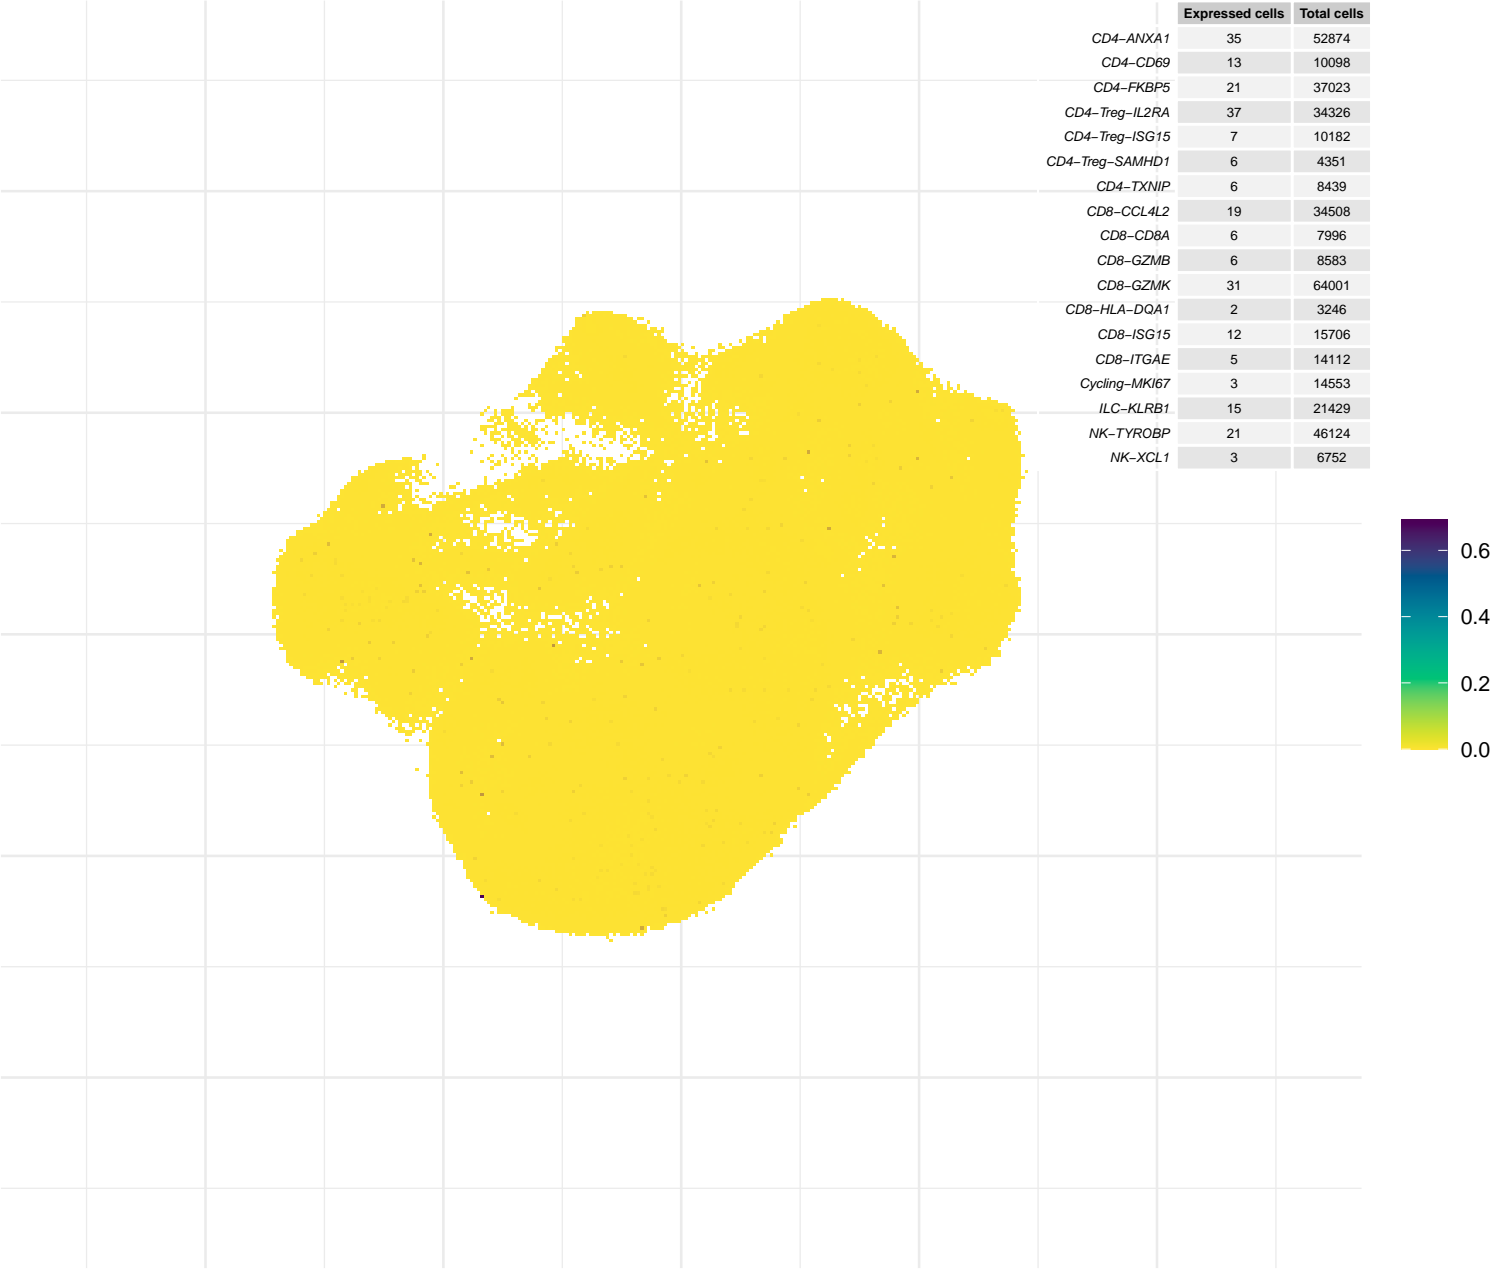 Expressed cells Total cells
CD4−ANXA1 35 52874
CD4−CD69 13 10098
CD4−FKBP5 21 37023
CD4−Treg−IL2RA 37 34326
CD4−Treg−ISG15 7 10182
CD4−Treg−SAMHD1 6 4351
CD4−TXNIP 6 8439
CD8−CCL4L2 19 34508
CD8−CD8A 6 7996
CD8−GZMB 6 8583
CD8−GZMK 31 64001
CD8−HLA−DQA1 2 3246
CD8−ISG15 12 15706
CD8−ITGAE 5 14112
Cycling−MKI67 3 14553
ILC−KLRB1 15 21429
NK−TYROBP 21 46124
NK−XCL1 3 6752
0.6
0.4
0.2
0.0